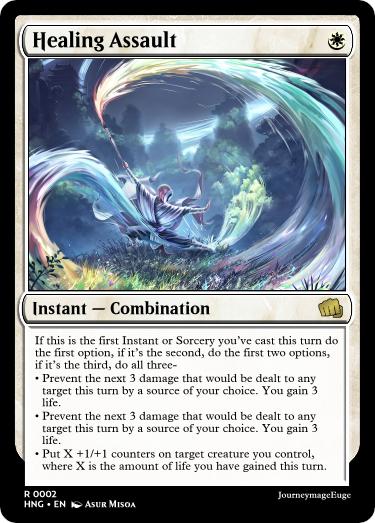 Healing Assault
Instant — Combination
If this is the first Instant or Sorcery you've cast this turn do
the first option, if it's the second, do the first two options,
if it's the third, do all three-
• Prevent the next 3 damage that would be dealt to any
target this turn by a source of your choice. You gain 3
life.
• Prevent the next 3 damage that would be dealt to any
target this turn by a source of your choice. You gain 3
life.
• Put X +1/+1 counters on target creature you control,
where X is the amount of life you have gained this turn.
R 0002
HNG • EN Asur Misoa
JourneymageEuge